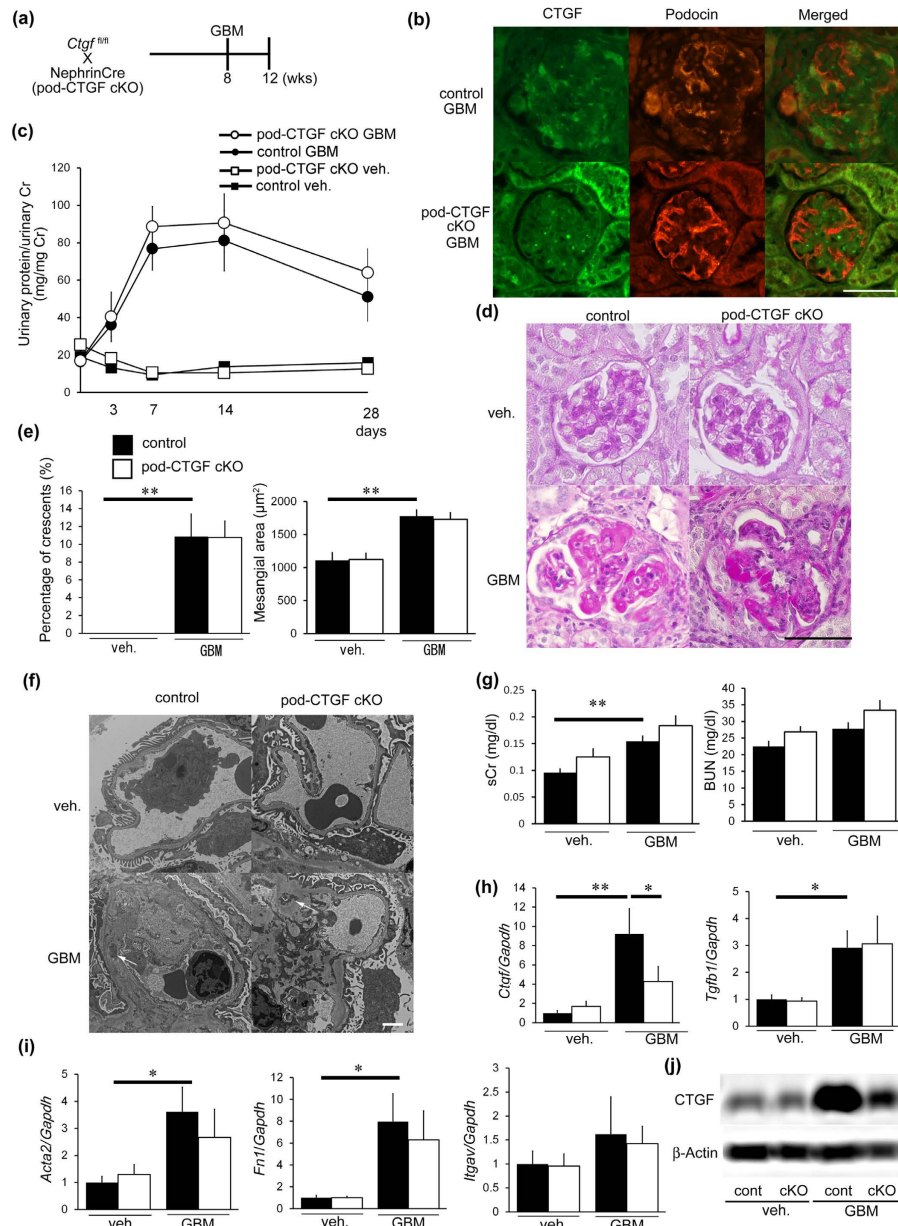 (a)
GBM
Ctgf fl/fl
X
NephrinCre
(pod-CTGF cKO)
8
12 (wks)
(b)
CTGF
Podocin
Merged
control
GBM
pod-CTGF
cKO
GBM
(c)
pod-CTGF cKO GBM
control GBM
pod-CTGF cKO veh.
control veh.
Urinary protein/urinary Cr
(mg/mg Cr)
120
100
80
60
40
20
0
3
7
14
28
days
(d)
control
pod-CTGF cKO
veh.
GBM
(e)
control
pod-CTGF cKO
Percentage of crescents (%)
16
14
12
10
8
6
4
2
0
**
veh.
GBM
Mesangial area (µm²)
1500
1000
500
0
**
veh.
GBM
(f)
control
pod-CTGF cKO
veh.
GBM
(g)
sCr (mg/dl)
0.25
0.2
0.15
0.1
0.05
0
**
veh.
GBM
BUN (mg/dl)
40
35
30
25
20
15
10
5
0
veh.
GBM
(h)
Ctgf/Gapdh
14
12
10
8
6
4
2
0
**
*
veh.
GBM
Tgfb1/Gapdh
5
4
3
2
1
0
*
veh.
GBM
(i)
Acta2/Gapdh
5
4
3
2
1
0
*
veh.
GBM
Fn1/Gapdh
12
10
8
6
4
2
0
*
veh.
GBM
Itgav/Gapdh
3
2.5
2
1.5
1
0.5
0
veh.
GBM
(j)
CTGF
β-Actin
cont cKO cont cKO
veh.
GBM